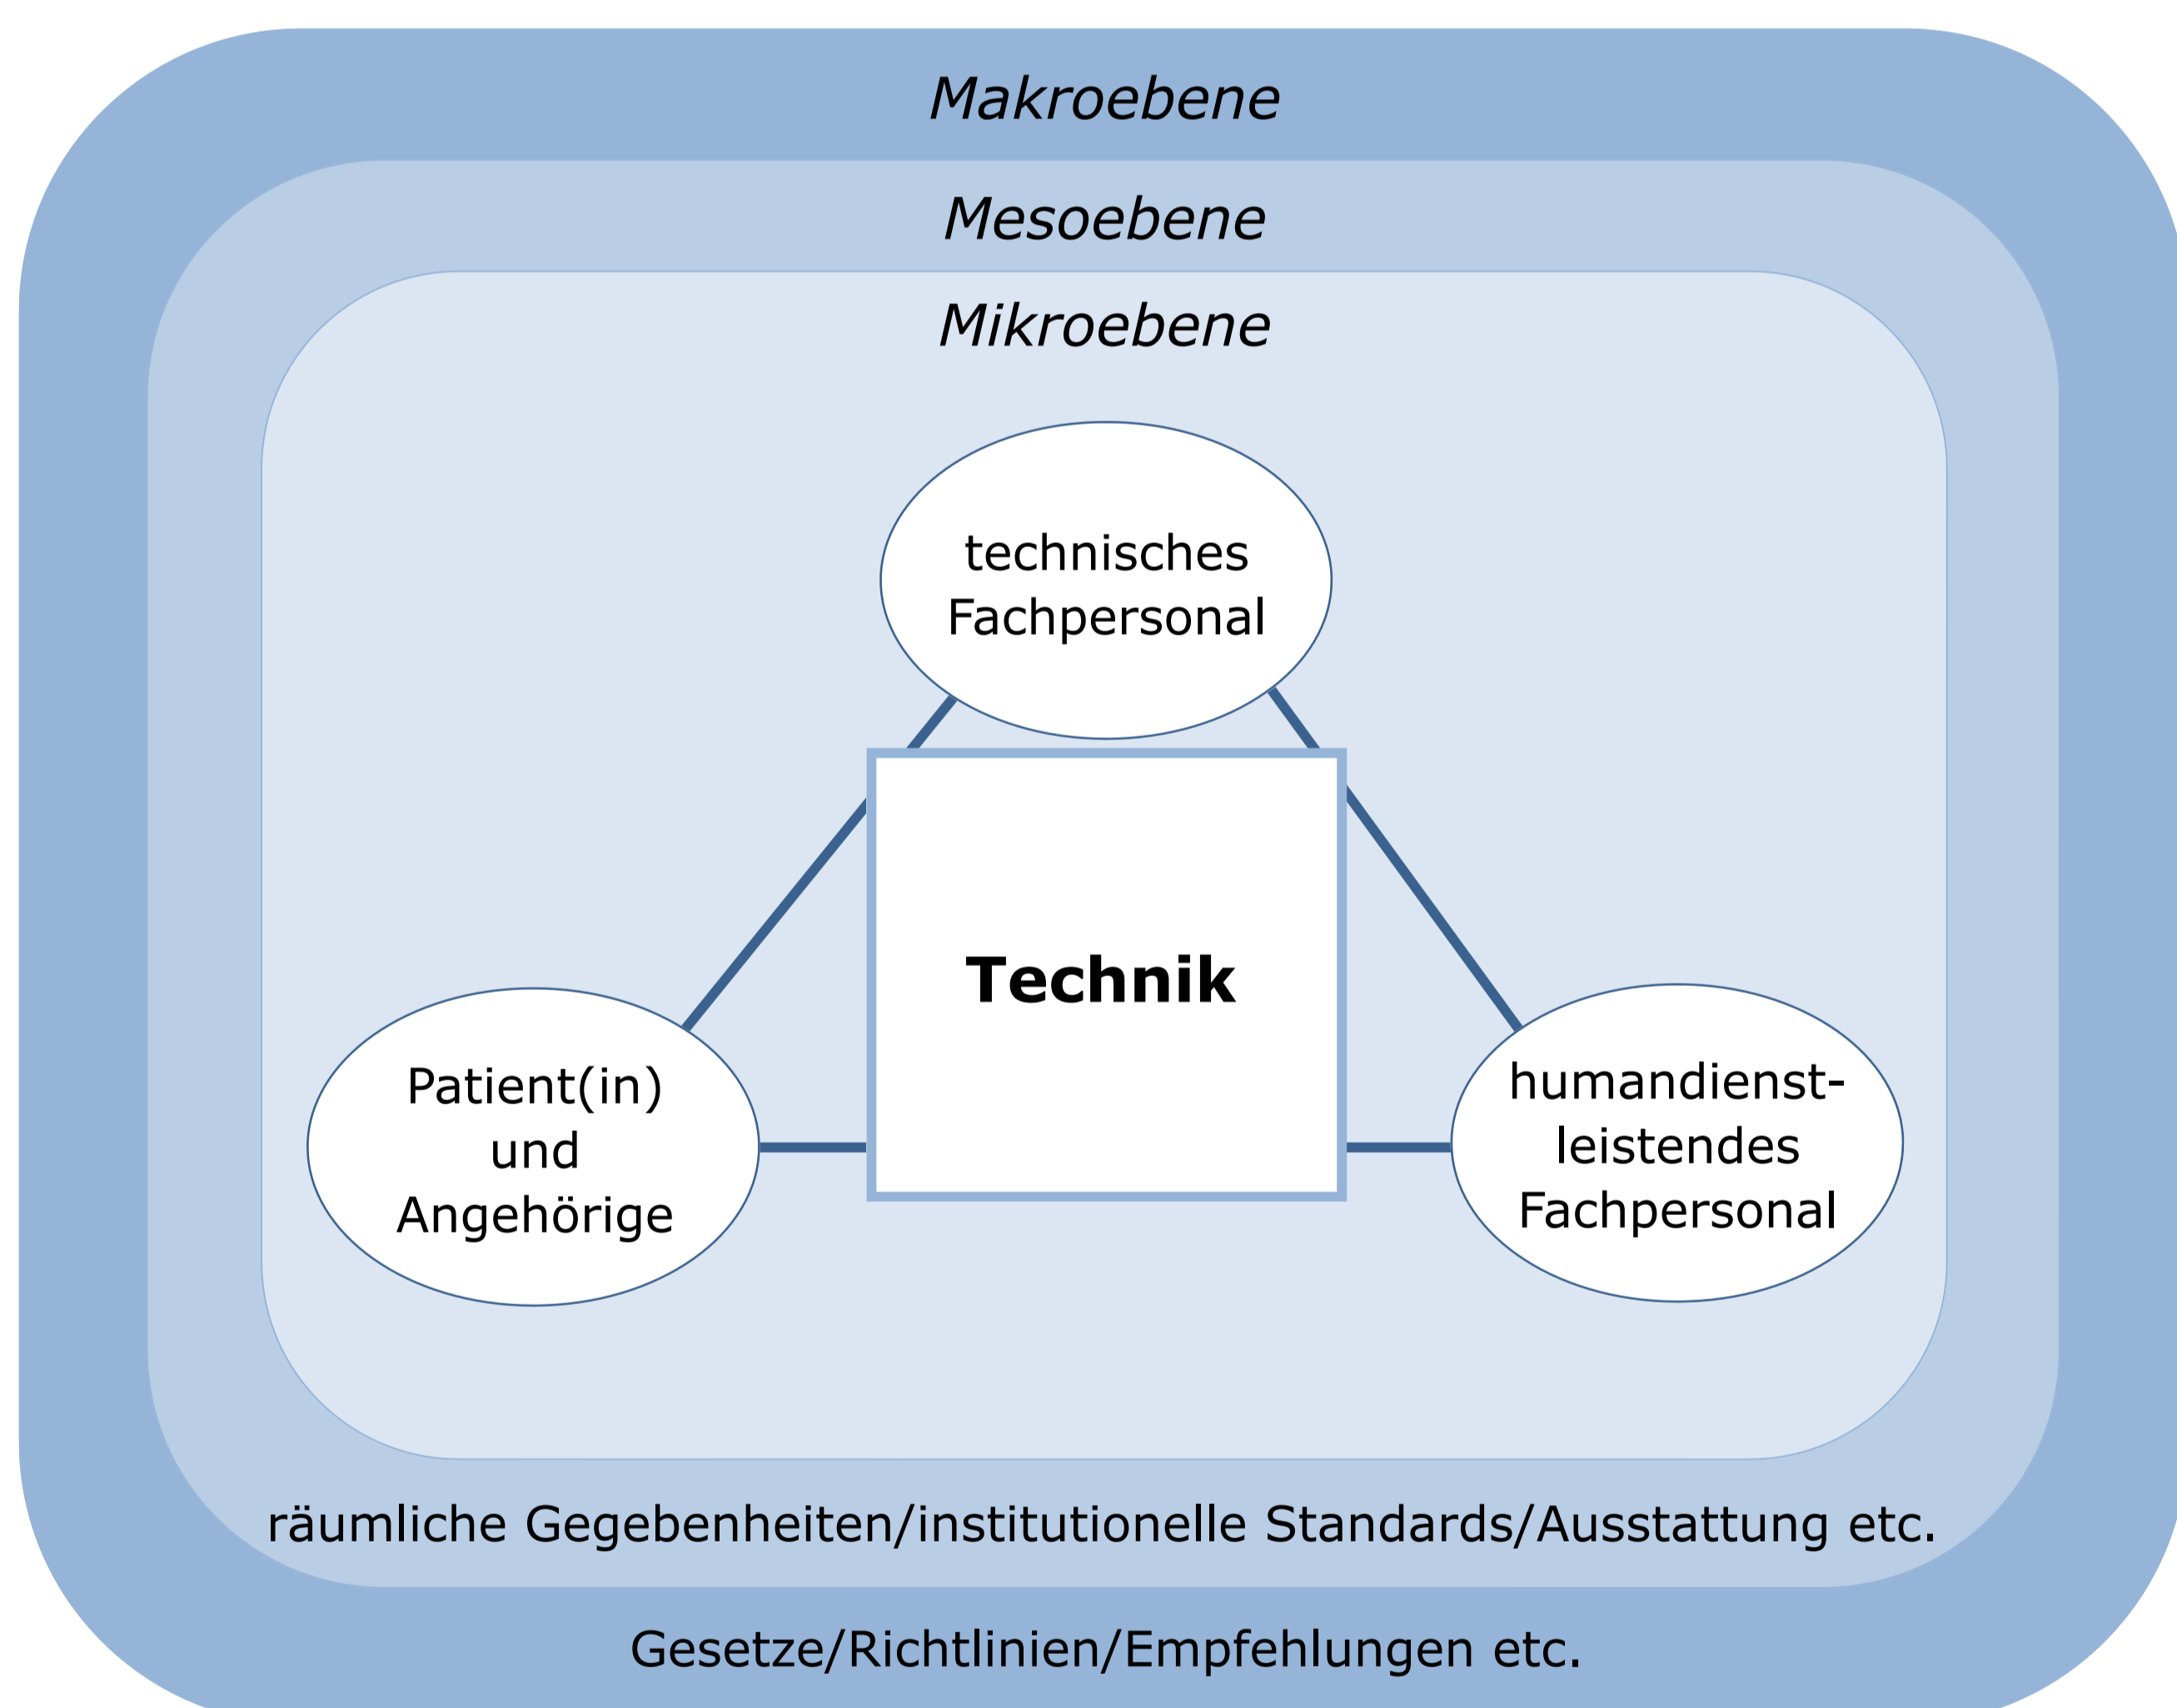 Makroebene
Mesoebene
Mikroebene
technisches
Fachpersonal
Technik
Patient(in)
und
Angehörige
humandienst-
leistendes
Fachpersonal
räumliche Gegebenheiten/institutionelle Standards/Ausstattung etc.
Gesetze/Richtlinien/Empfehlungen etc.